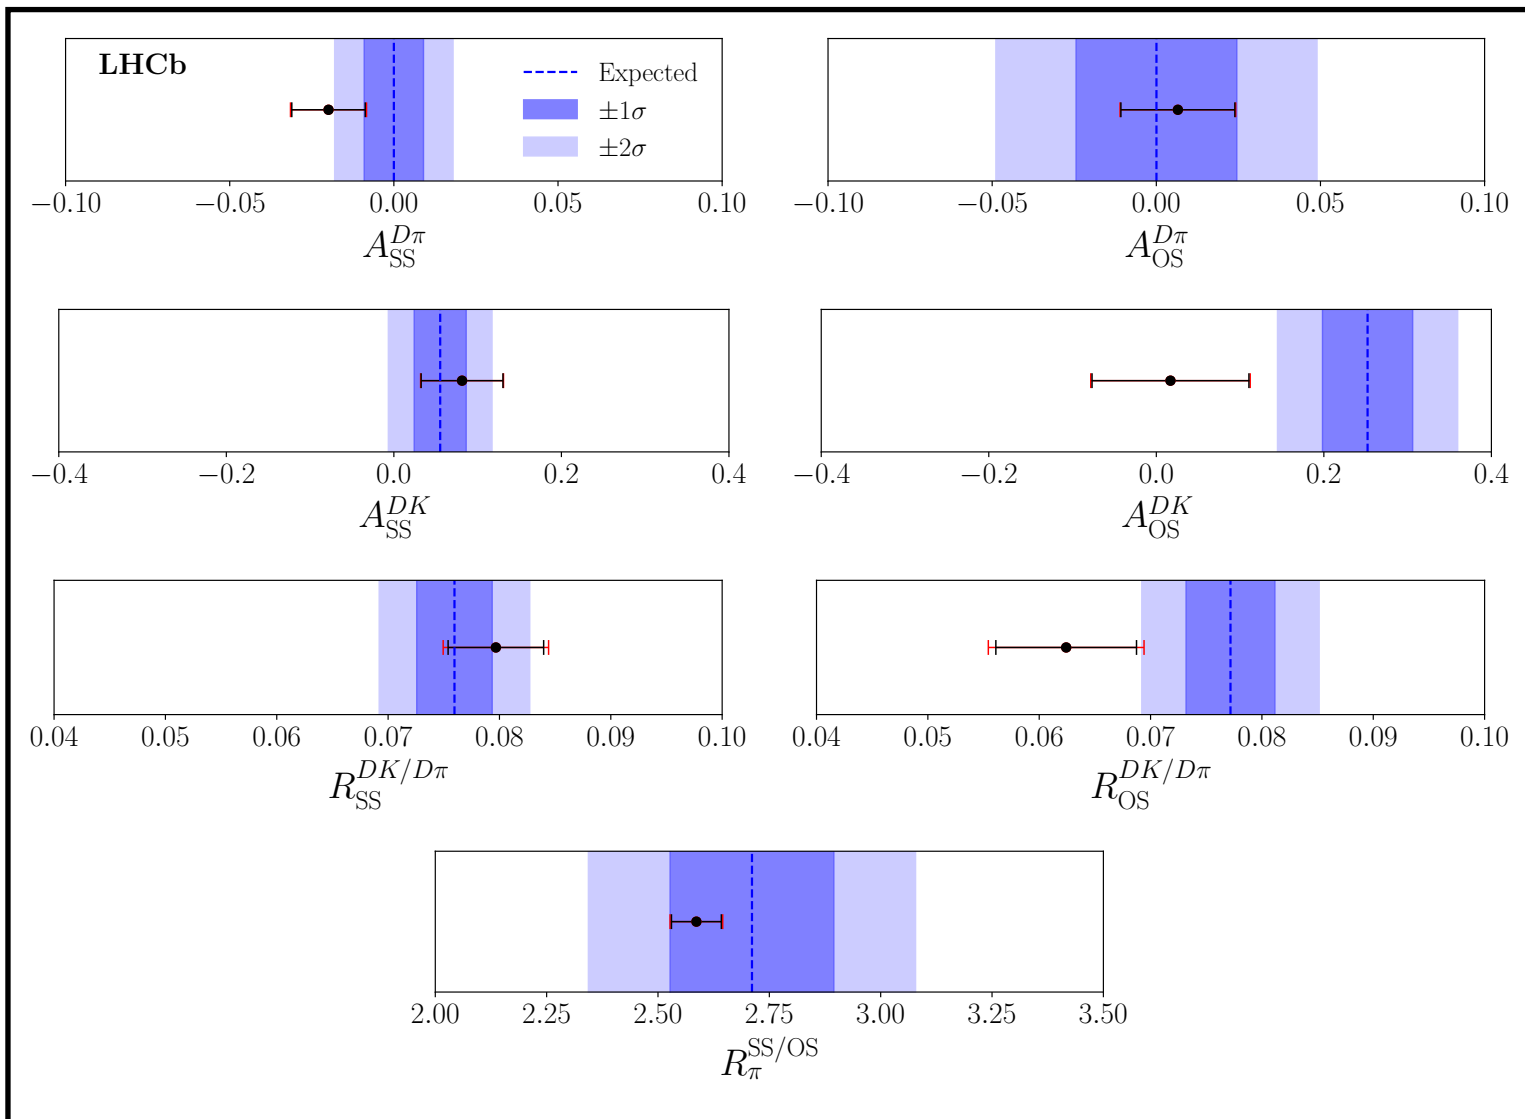 LHCb
Expected
±1σ
±2σ
−0.10 −0.05 0.00 0.05 0.10
A_SS^{Dπ}
−0.10 −0.05 0.00 0.05 0.10
A_OS^{Dπ}
−0.4 −0.2 0.0 0.2 0.4
A_SS^{DK}
−0.4 −0.2 0.0 0.2 0.4
A_OS^{DK}
0.04 0.05 0.06 0.07 0.08 0.09 0.10
R_SS^{DK/Dπ}
0.04 0.05 0.06 0.07 0.08 0.09 0.10
R_OS^{DK/Dπ}
2.00 2.25 2.50 2.75 3.00 3.25 3.50
R_π^{SS/OS}